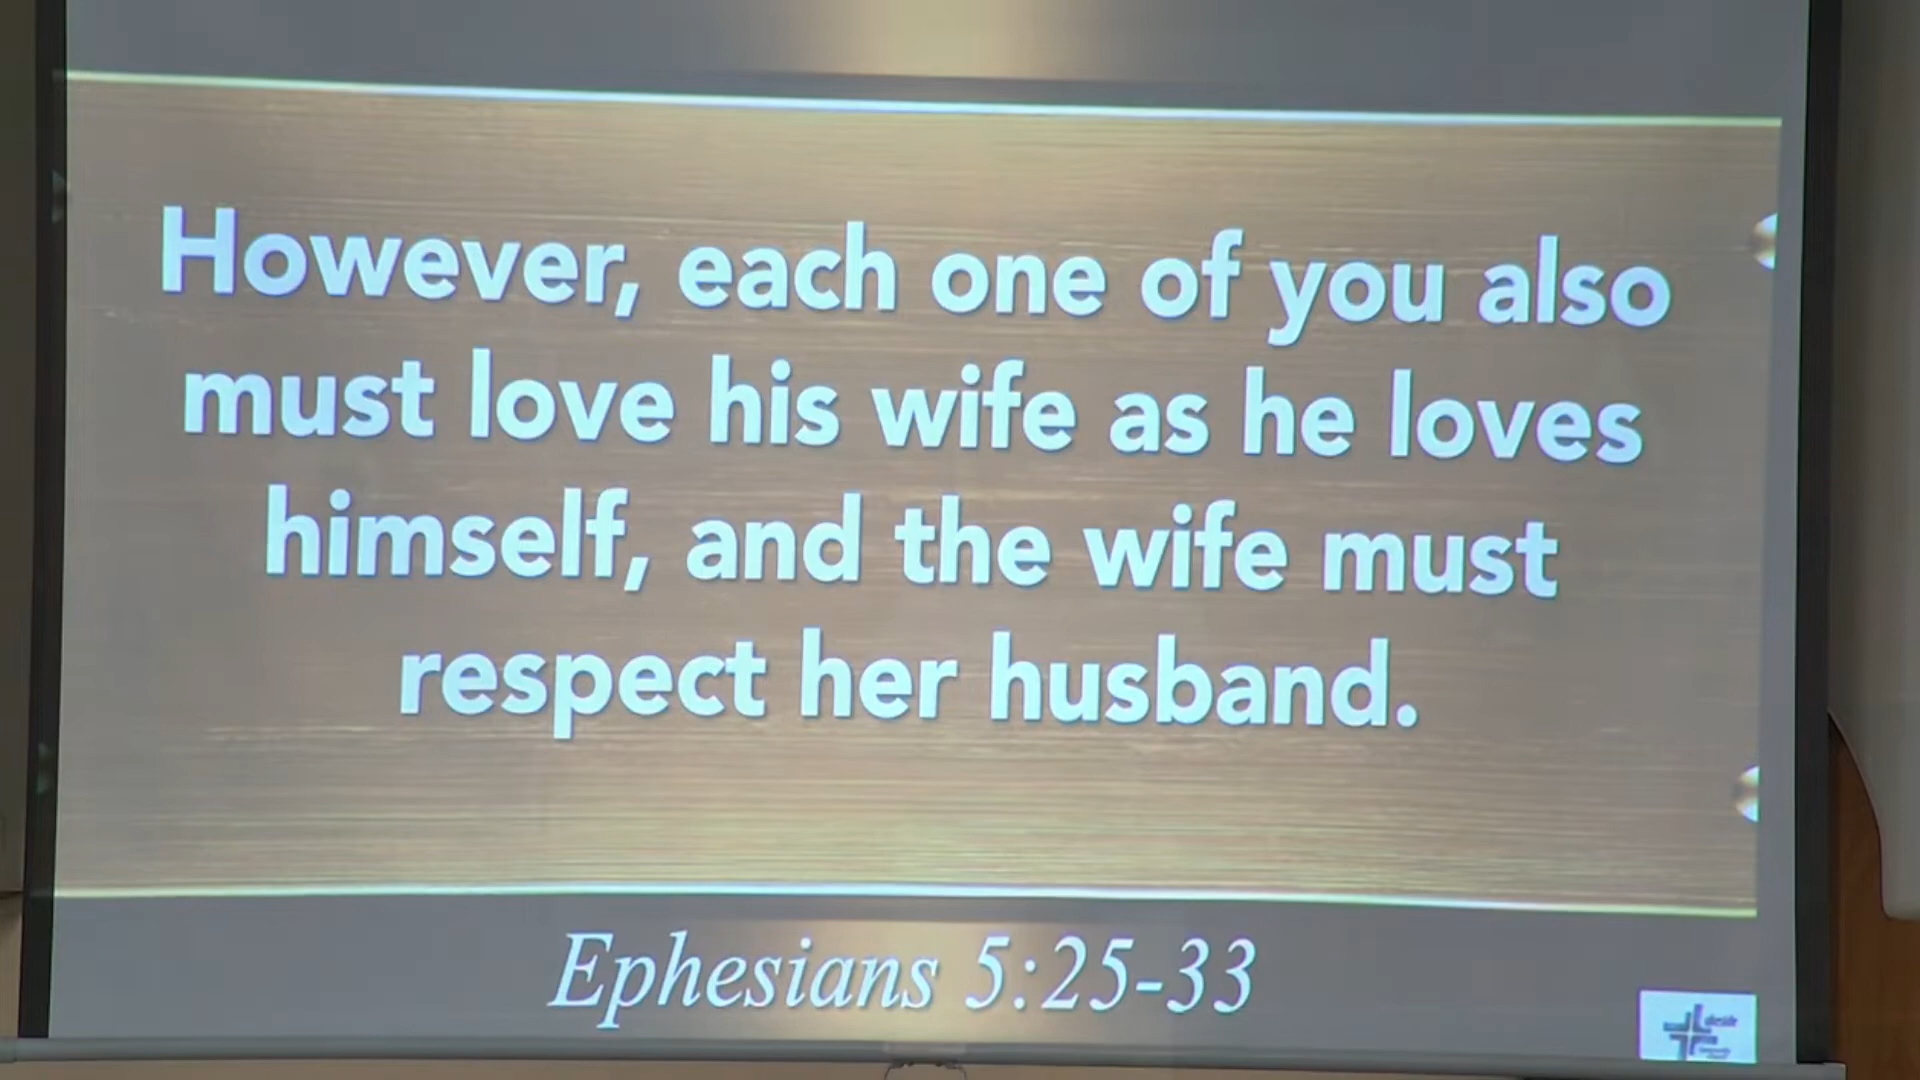 However, each one of you also
must love his wife as he loves
himself, and the wife must
respect her husband.
Ephesians 5:25-33